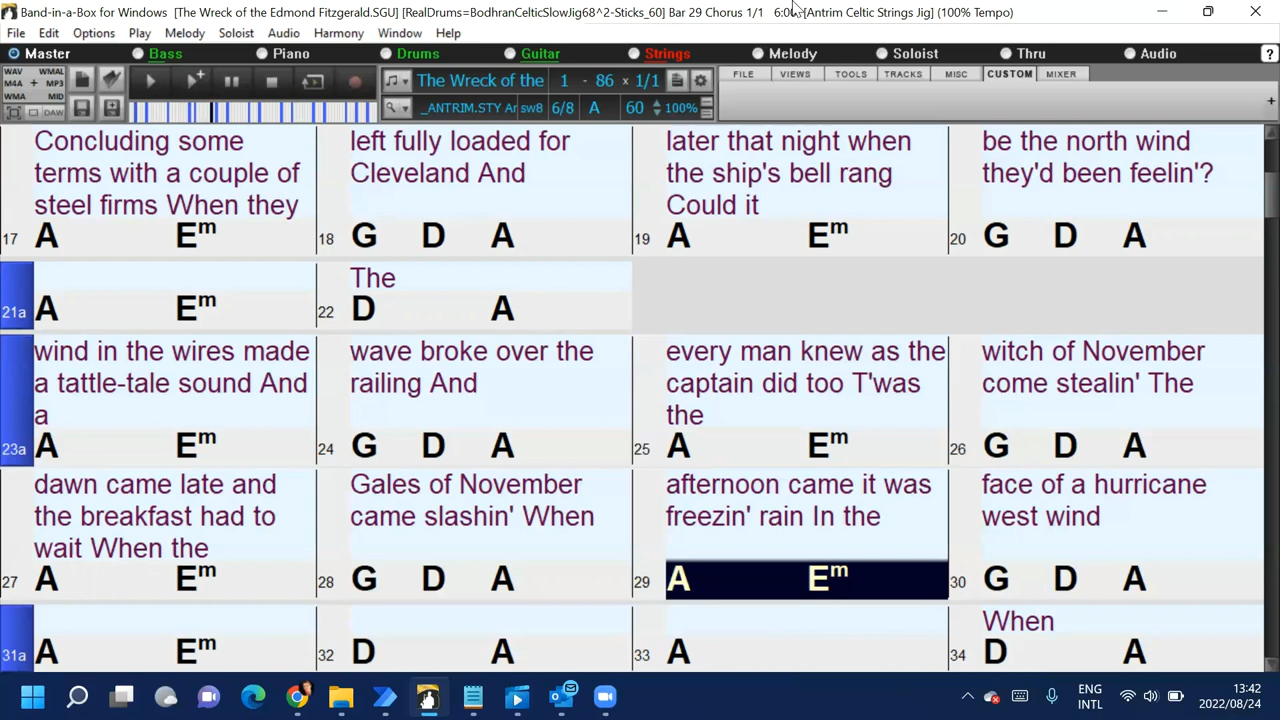 Band-in-a-Box for Windows [The Wreck of the Edmond Fitzgerald.SGU] [RealDrums=BodhranCelticSlowJig68^2-Sticks_60] Bar 29 Chorus 1/1 6:0 [Antrim Celtic Strings Jig] (100% Tempo)
File Edit Options Play Melody Soloist Audio Harmony Window Help
Master Bass Piano Drums Guitar Strings Melody Soloist Thru Audio ?
WAV WMAL
M4A + MP3
WMA MID
DAW
The Wreck of the 1 - 86 x 1/1
_ANTRIM.STY Ar sw8 6/8 A 60 100%
FILE VIEWS TOOLS TRACKS MISC CUSTOM MIXER
+
Concluding some left fully loaded for later that night when be the north wind
terms with a couple of Cleveland And the ship's bell rang they'd been feelin'?
steel firms When they Could it
17 A Em 18 G D A 19 A Em 20 G D A
The
21a A Em 22 D A
wind in the wires made wave broke over the every man knew as the witch of November
a tattle-tale sound And railing And captain did too T'was come stealin' The
a the
23a A Em 24 G D A 25 A Em 26 G D A
dawn came late and Gales of November afternoon came it was face of a hurricane
the breakfast had to came slashin' When freezin' rain In the west wind
wait When the
27 A Em 28 G D A 29 A Em 30 G D A
When
31a A Em 32 D A 33 A 34 D A
ENG 13:42
INTL 2022/08/24